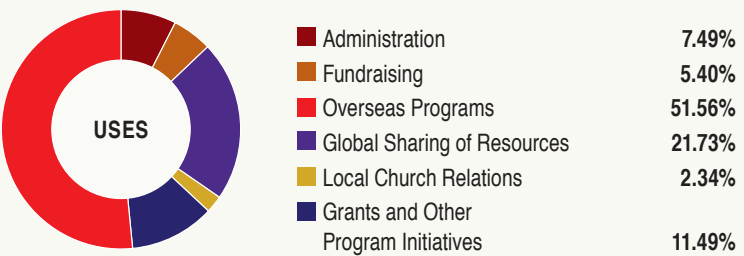 USES
Administration 7.49%
Fundraising 5.40%
Overseas Programs 51.56%
Global Sharing of Resources 21.73%
Local Church Relations 2.34%
Grants and Other
Program Initiatives 11.49%